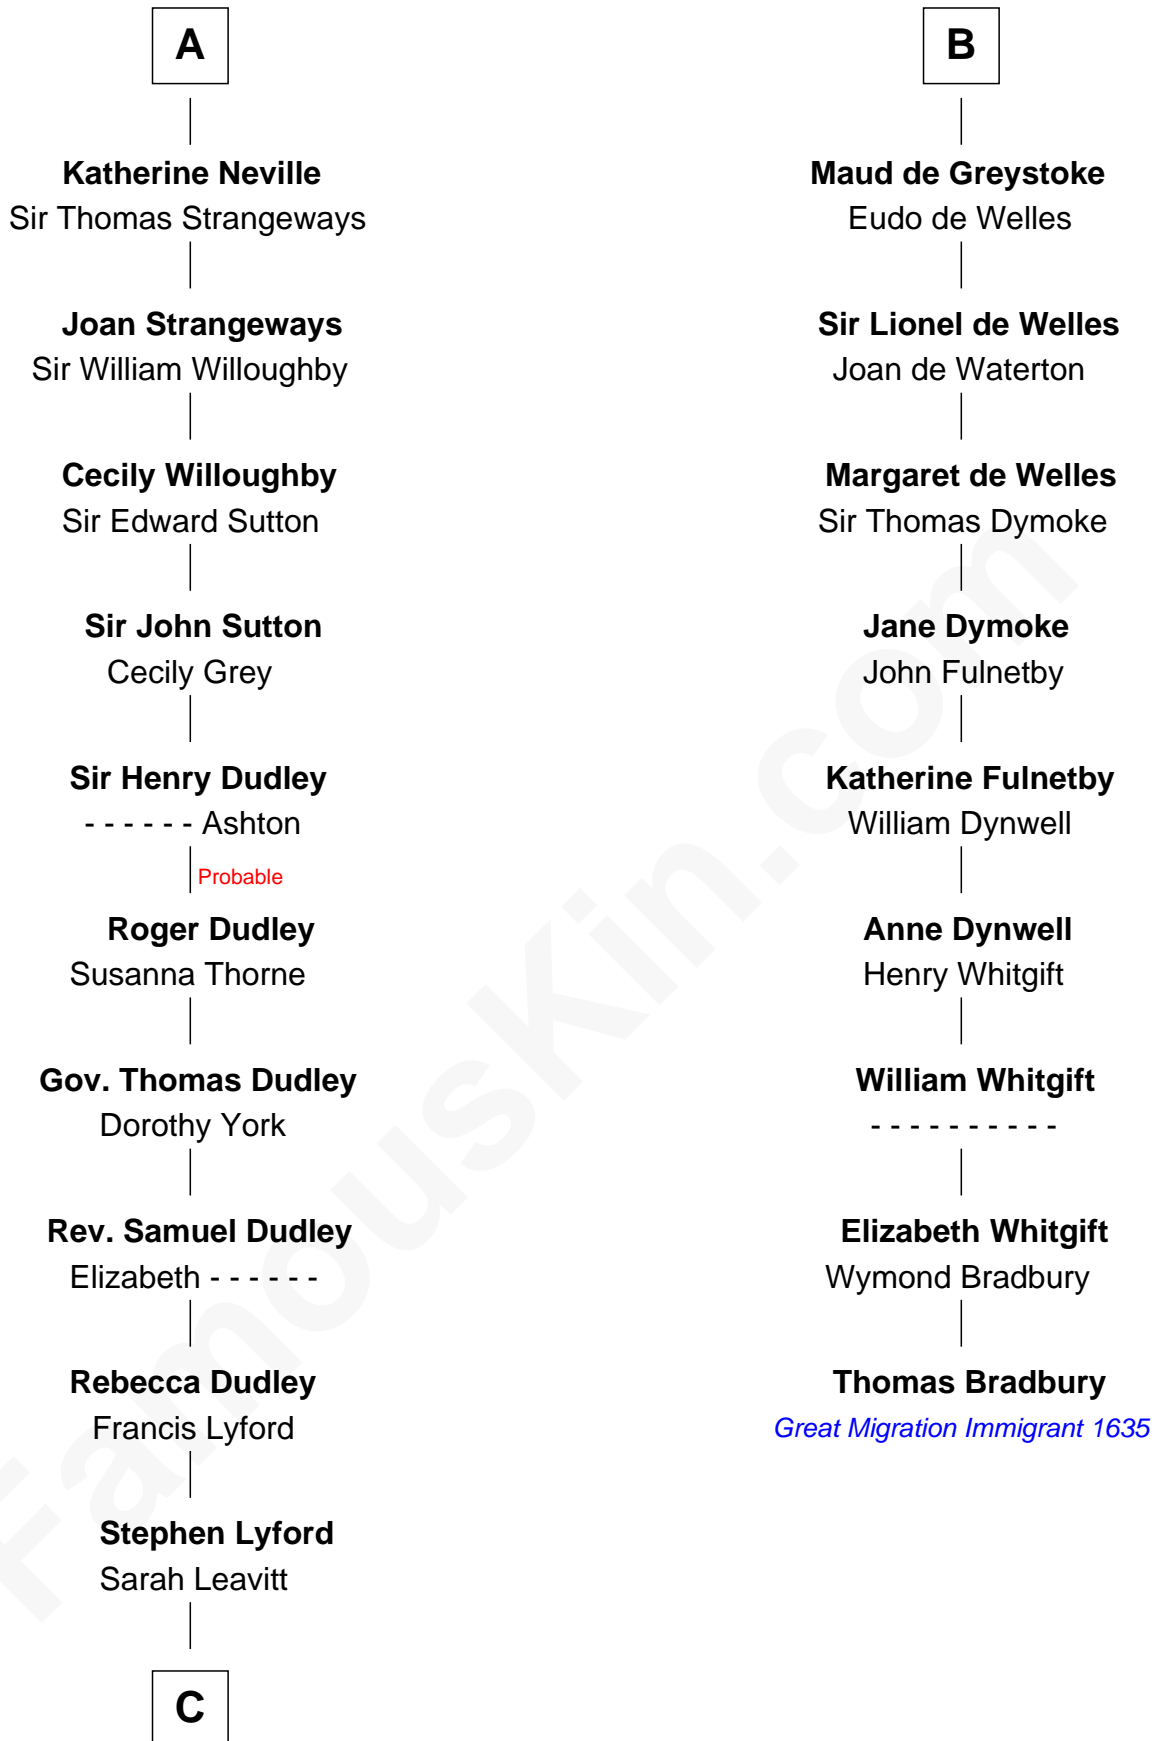 A
Katherine Neville
Sir Thomas Strangeways
Joan Strangeways
Sir William Willoughby
Cecily Willoughby
Sir Edward Sutton
Sir John Sutton
Cecily Grey
Sir Henry Dudley
- - - - - - Ashton
Probable
Roger Dudley
Susanna Thorne
Gov. Thomas Dudley
Dorothy York
Rev. Samuel Dudley
Elizabeth - - - - - -
Rebecca Dudley
Francis Lyford
Stephen Lyford
Sarah Leavitt
C
B
Maud de Greystoke
Eudo de Welles
Sir Lionel de Welles
Joan de Waterton
Margaret de Welles
Sir Thomas Dymoke
Jane Dymoke
John Fulnetby
Katherine Fulnetby
William Dynwell
Anne Dynwell
Henry Whitgift
William Whitgift
- - - - - - - - - -
Elizabeth Whitgift
Wymond Bradbury
Thomas Bradbury
Great Migration Immigrant 1635
FamousKin.com